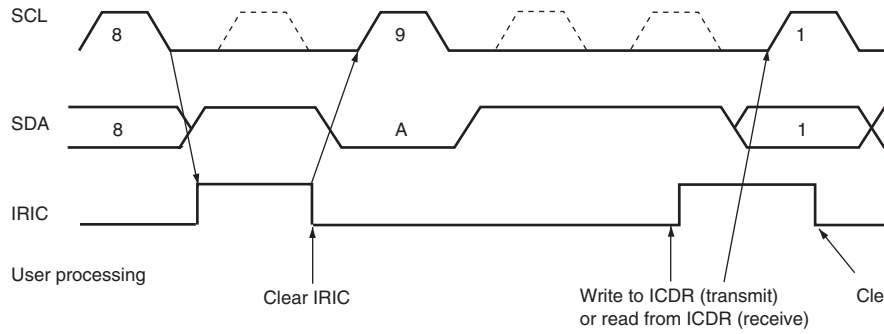 SCL
8
9
1
SDA
8
A
1
IRIC
User processing
Clear IRIC
Write to ICDR (transmit)
or read from ICDR (receive)
Cle